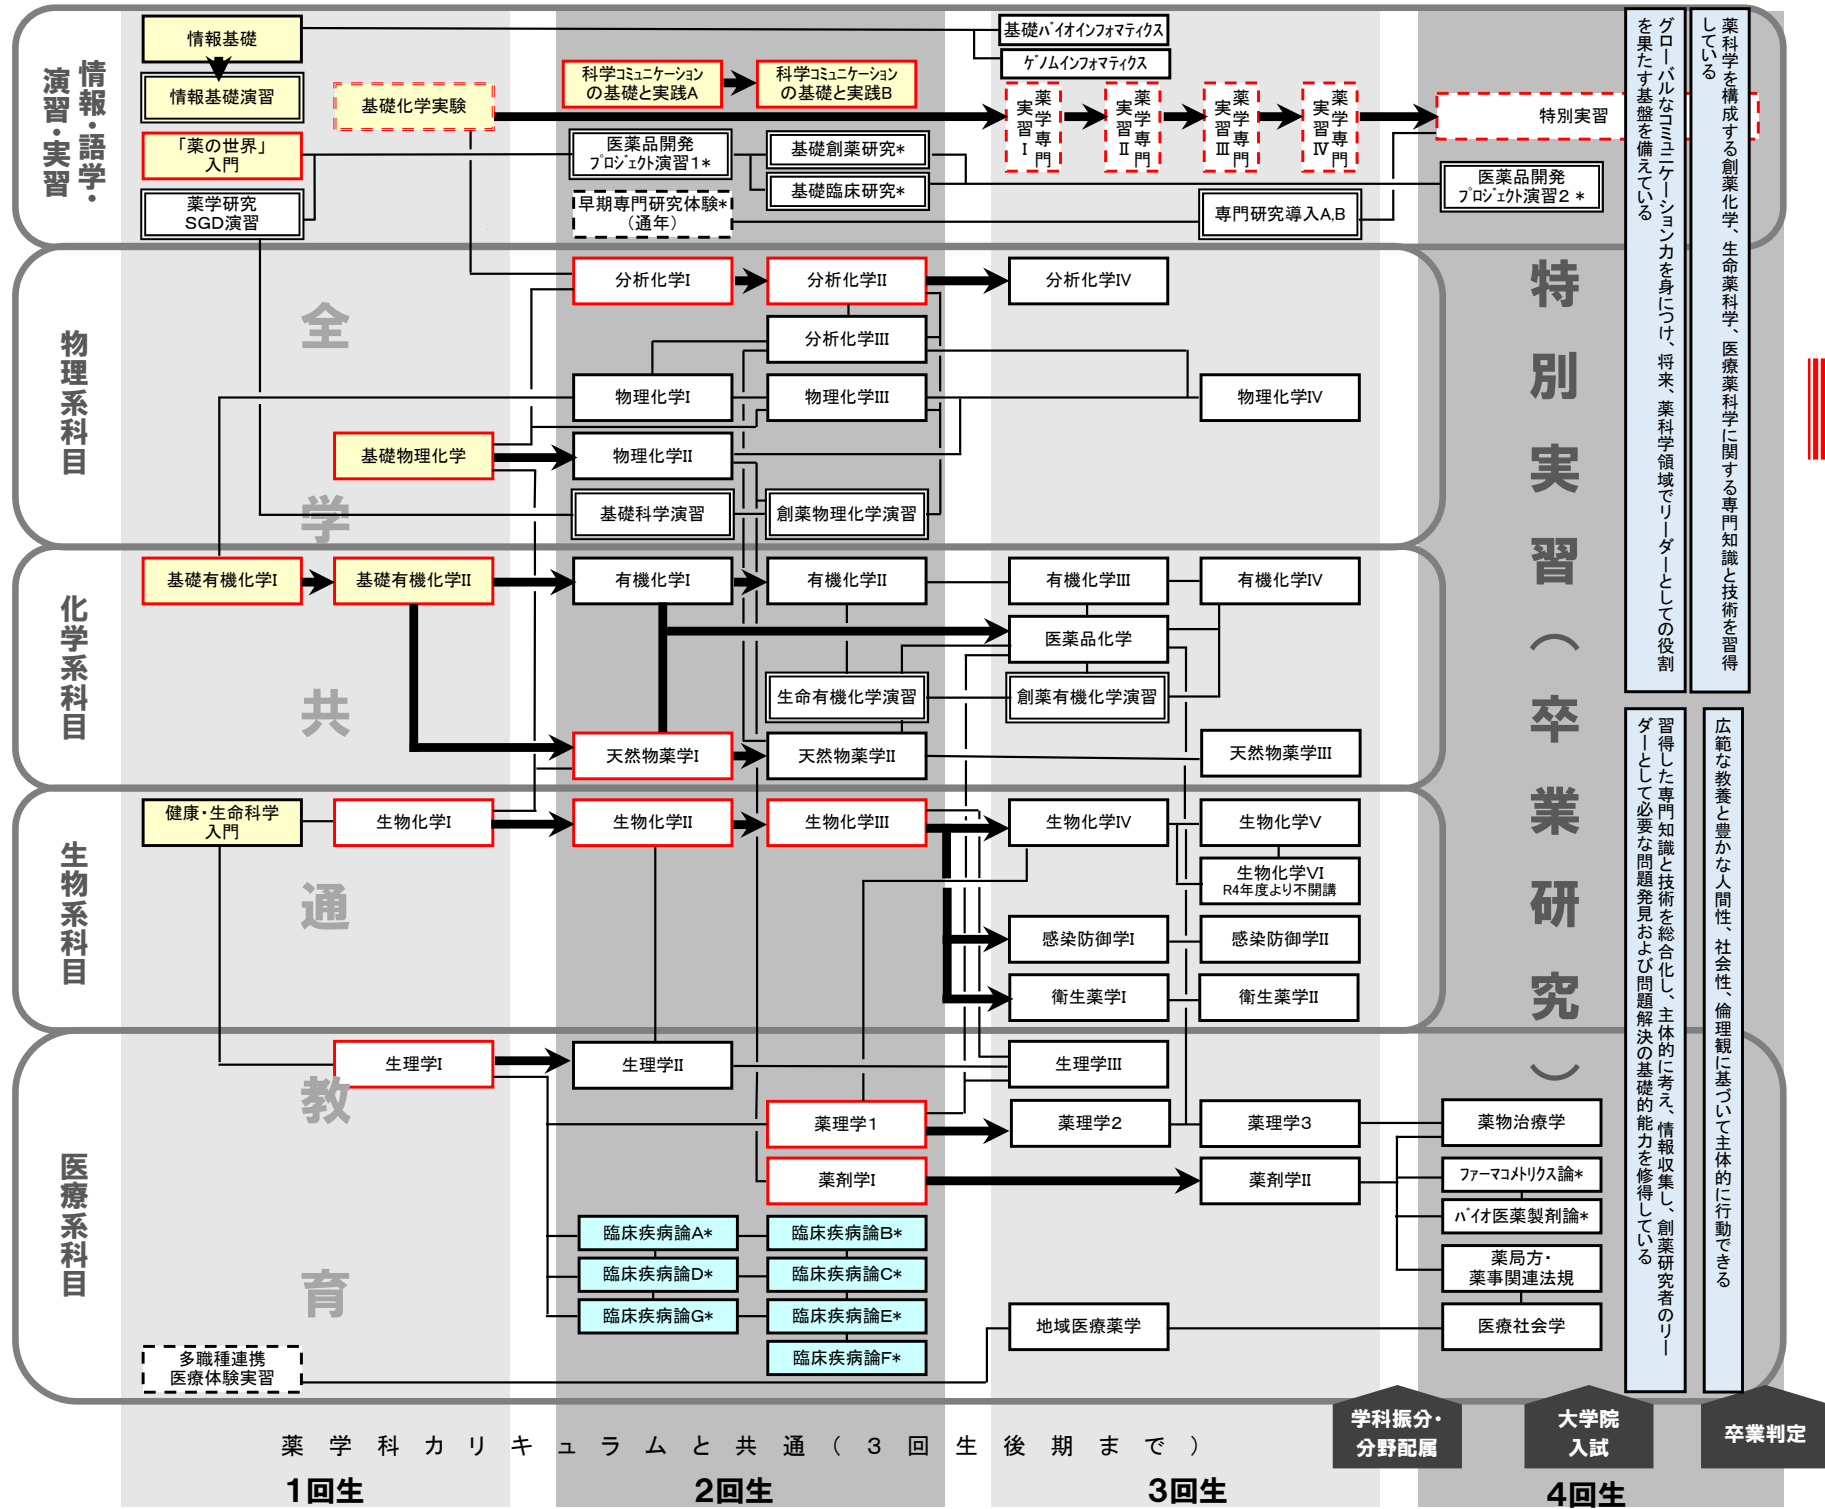 情報・語学・
演習・実習
情報基礎
情報基礎演習
「薬の世界」
入門
薬学研究
SGD演習
基礎化学実験
科学コミュニケーション
の基礎と実践A
科学コミュニケーション
の基礎と実践B
医薬品開発
プロジェクト演習1*
早期専門研究体験*
(通年)
基礎創薬研究*
基礎臨床研究*
基礎バイオインフォマティクス
ゲノムインフォマティクス
薬学専門
実習Ⅰ
薬学専門
実習Ⅱ
薬学専門
実習Ⅲ
薬学専門
実習Ⅳ
専門研究導入A,B
特別実習
医薬品開発
プロジェクト演習2 *
物理系科目
分析化学I
分析化学II
分析化学IV
分析化学III
物理化学I
物理化学III
物理化学IV
基礎物理化学
物理化学II
基礎科学演習
創薬物理化学演習
化学系科目
基礎有機化学I
基礎有機化学II
有機化学I
有機化学II
有機化学III
有機化学IV
医薬品化学
生命有機化学演習
創薬有機化学演習
天然物薬学I
天然物薬学II
天然物薬学III
生物系科目
健康・生命科学
入門
生物化学I
生物化学II
生物化学III
生物化学IV
生物化学V
生物化学VI
R4年度より不開講
感染防御学I
感染防御学II
衛生薬学I
衛生薬学II
医療系科目
生理学I
生理学II
生理学III
薬理学1
薬理学2
薬理学3
薬剤学I
薬剤学II
薬物治療学
ファーマコメトリクス論*
バイオ医薬製剤論*
薬局方・
薬事関連法規
医療社会学
臨床疾病論A*
臨床疾病論B*
臨床疾病論D*
臨床疾病論C*
臨床疾病論G*
臨床疾病論E*
臨床疾病論F*
地域医療薬学
多職種連携
医療体験実習
全学共通教育
特別実習(卒業研究)
薬科学を構成する創薬化学、生命薬科学、医療薬科学に関する専門知識と技術を習得
している
グローバルなコミュニケーション力を身につけ、将来、薬科学領域でリーダーとしての役割
を果たす基盤を備えている
広範な教養と豊かな人間性、社会性、倫理観に基づいて主体的に行動できる
習得した専門知識と技術を総合化し、主体的に考え、情報収集し、創薬研究者のリー
ダーとして必要な問題発見および問題解決の基礎的能力を修得している
学科振分・
分野配属
大学院
入試
卒業判定
薬学科カリキュラムと共通(3回生後期まで)
1回生
2回生
3回生
4回生